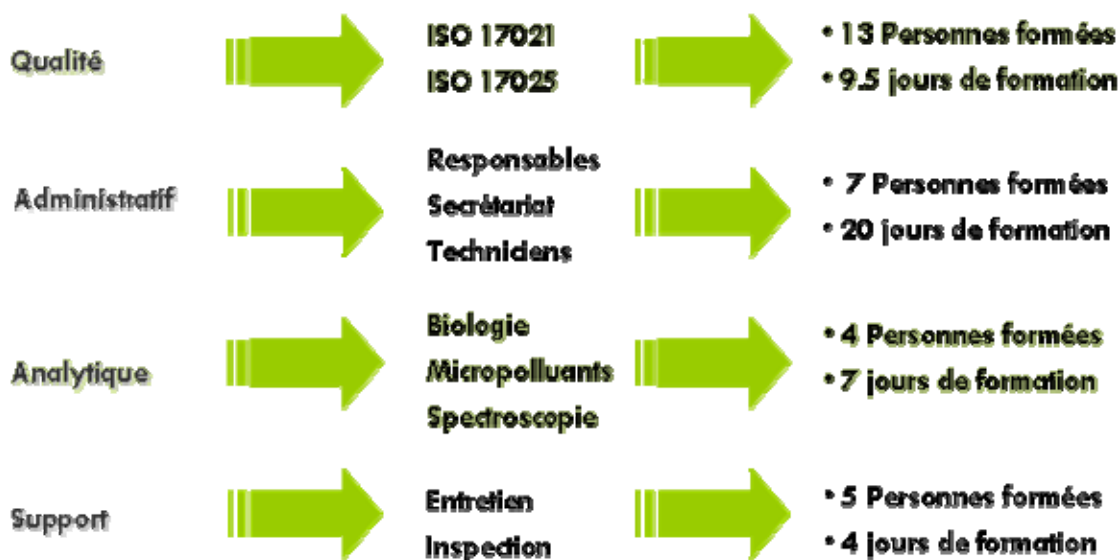 Qualité
ISO 17021
ISO 17025
• 13 Personnes formées
• 9.5 jours de formation
Administratif
Responsables
Secrétariat
Techniciens
• 7 Personnes formées
• 20 jours de formation
Analytique
Biologie
Micropolluants
Spectroscopie
• 4 Personnes formées
• 7 jours de formation
Support
Entretien
Inspection
• 5 Personnes formées
• 4 jours de formation